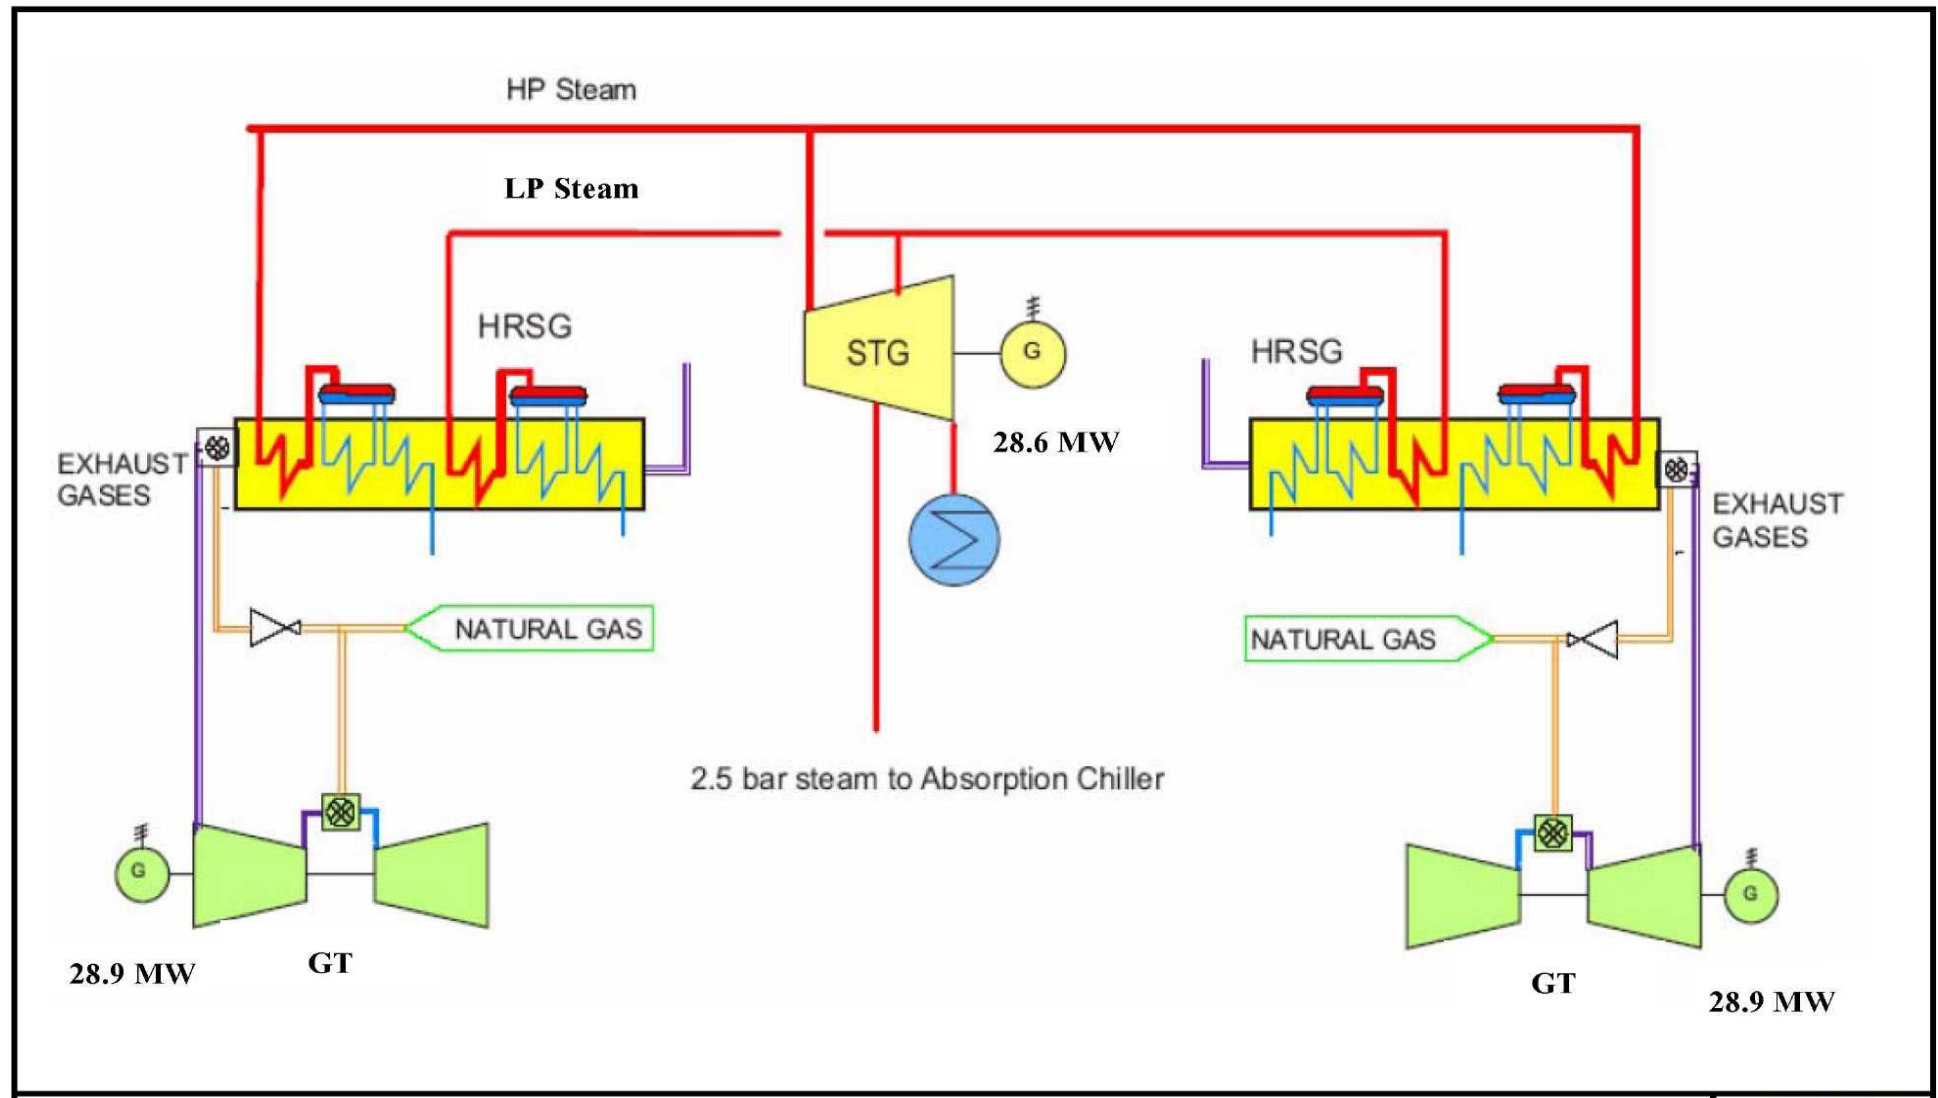 HP Steam
LP Steam
HRSG
HRSG
STG
G
28.6 MW
EXHAUST
GASES
EXHAUST
GASES
NATURAL GAS
NATURAL GAS
2.5 bar steam to Absorption Chiller
G
G
28.9 MW
GT
GT
28.9 MW